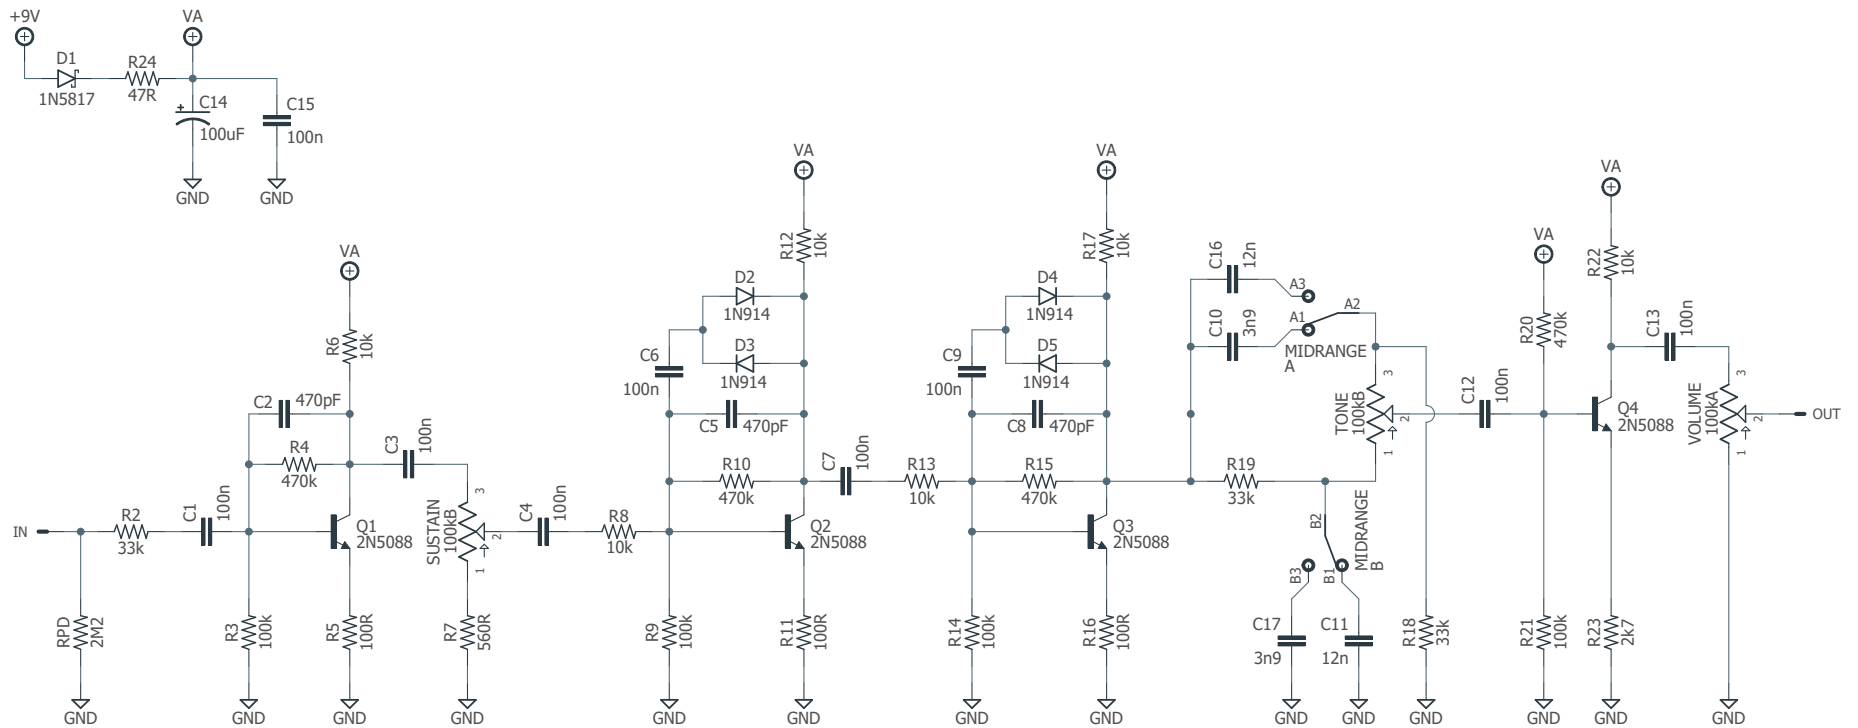 +9V
VA
D1
1N5817
R24
47R
+
C14
100uF
C15
100n
GND
GND
IN
RPD
2M2
GND
R2
33k
C1
100n
C2
470pF
R4
470k
R3
100k
GND
VA
R6
10k
Q1
2N5088
R5
100R
GND
C3
100n
SUSTAIN
100kB
3
2
1
R7
560R
GND
C4
100n
R8
10k
C6
100n
R9
100k
GND
VA
R12
10k
D2
1N914
D3
1N914
C5
470pF
R10
470k
Q2
2N5088
R11
100R
GND
C7
100n
R13
10k
C9
100n
R14
100k
GND
VA
R17
10k
D4
1N914
D5
1N914
C8
470pF
R15
470k
Q3
2N5088
R16
100R
GND
C16
12n
C10
3n9
A3
A1
A2
MIDRANGE
A
R19
33k
TONE
100kB
3
2
1
B2
B3
B1
MIDRANGE
B
C17
3n9
GND
C11
12n
GND
R18
33k
GND
C12
100n
VA
R20
470k
R21
100k
GND
VA
R22
10k
Q4
2N5088
R23
2k7
GND
C13
100n
VOLUME
100kA
3
2
1
GND
OUT